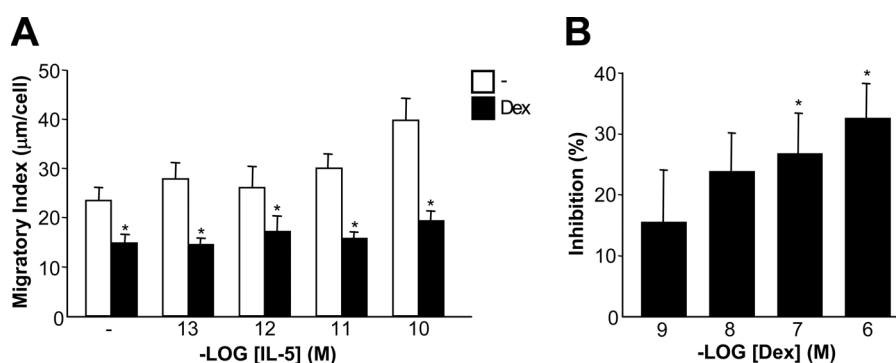 A
Migratory Index (μm/cell)
50
40
30
20
10
0
* * * * *
- 13 12 11 10
-LOG [IL-5] (M)
-
Dex
B
Inhibition (%)
40
30
20
10
0
* *
9 8 7 6
-LOG [Dex] (M)